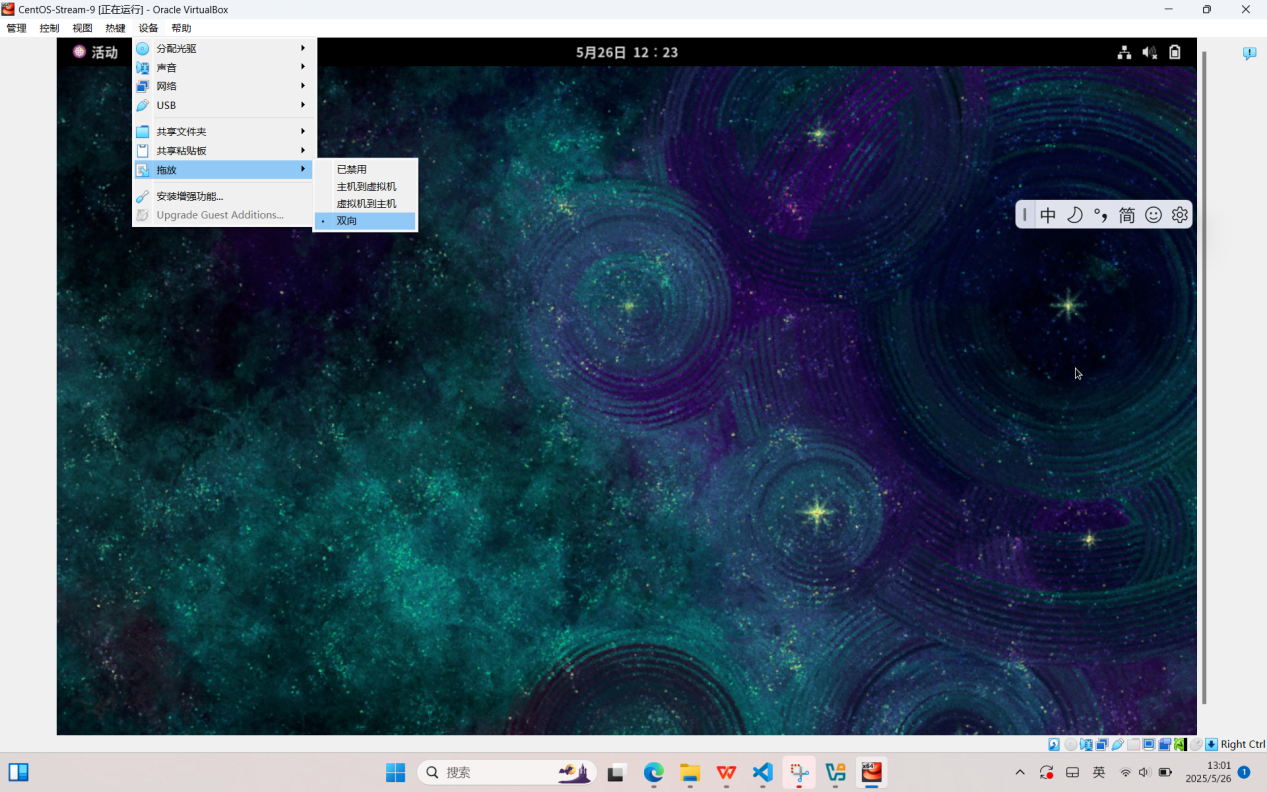 CentOS-Stream-9 [正在运行] - Oracle VirtualBox
管理 控制 视图 热键 设备 帮助
活动
5月26日 12：23
分配光驱
声音
网络
USB
共享文件夹
共享粘贴板
拖放
安装增强功能...
Upgrade Guest Additions...
已禁用
主机到虚拟机
虚拟机到主机
双向
中 简
Right Ctrl
搜索
英
13:01
2025/5/26
1